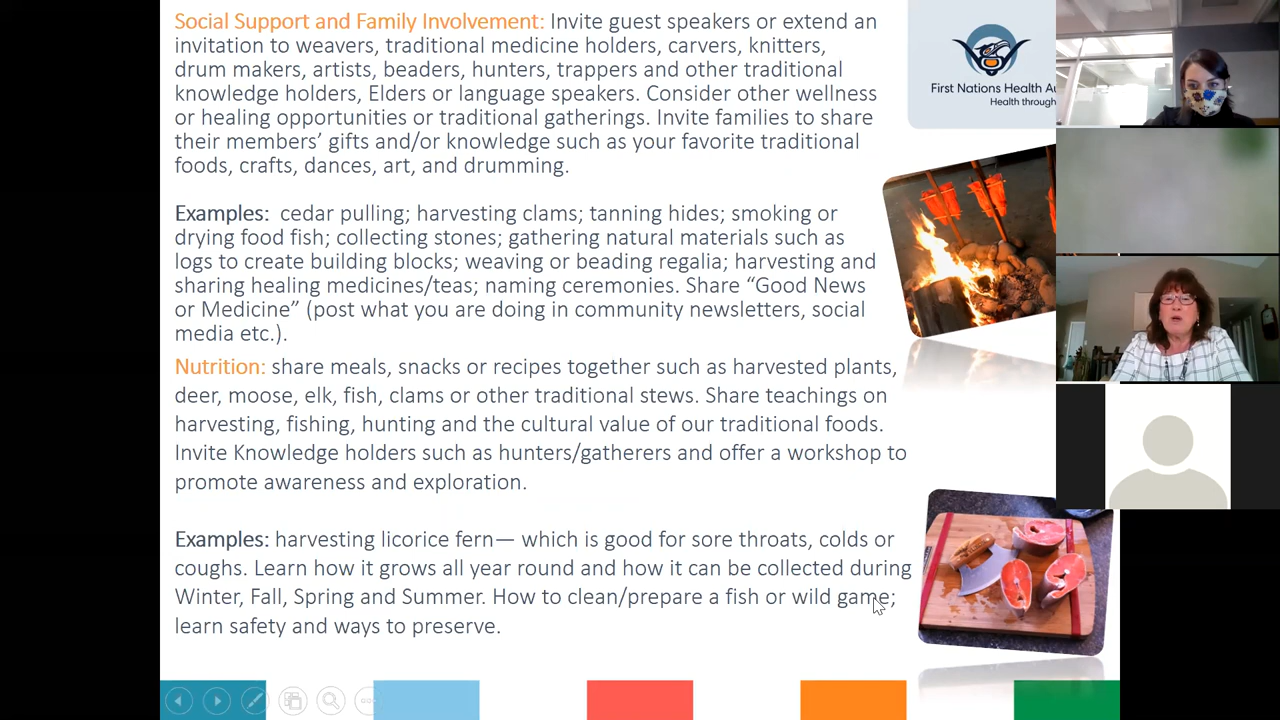 Social Support and Family Involvement: Invite guest speakers or extend an
invitation to weavers, traditional medicine holders, carvers, knitters,
drum makers, artists, beaders, hunters, trappers and other traditional
knowledge holders, Elders or language speakers. Consider other wellness
or healing opportunities or traditional gatherings. Invite families to share
their members’ gifts and/or knowledge such as your favorite traditional
foods, crafts, dances, art, and drumming.
First Nations Health Au
Health through
Examples: cedar pulling; harvesting clams; tanning hides; smoking or
drying food fish; collecting stones; gathering natural materials such as
logs to create building blocks; weaving or beading regalia; harvesting and
sharing healing medicines/teas; naming ceremonies. Share “Good News
or Medicine” (post what you are doing in community newsletters, social
media etc.).
Nutrition: share meals, snacks or recipes together such as harvested plants,
deer, moose, elk, fish, clams or other traditional stews. Share teachings on
harvesting, fishing, hunting and the cultural value of our traditional foods.
Invite Knowledge holders such as hunters/gatherers and offer a workshop to
promote awareness and exploration.
Examples: harvesting licorice fern— which is good for sore throats, colds or
coughs. Learn how it grows all year round and how it can be collected during
Winter, Fall, Spring and Summer. How to clean/prepare a fish or wild game;
learn safety and ways to preserve.